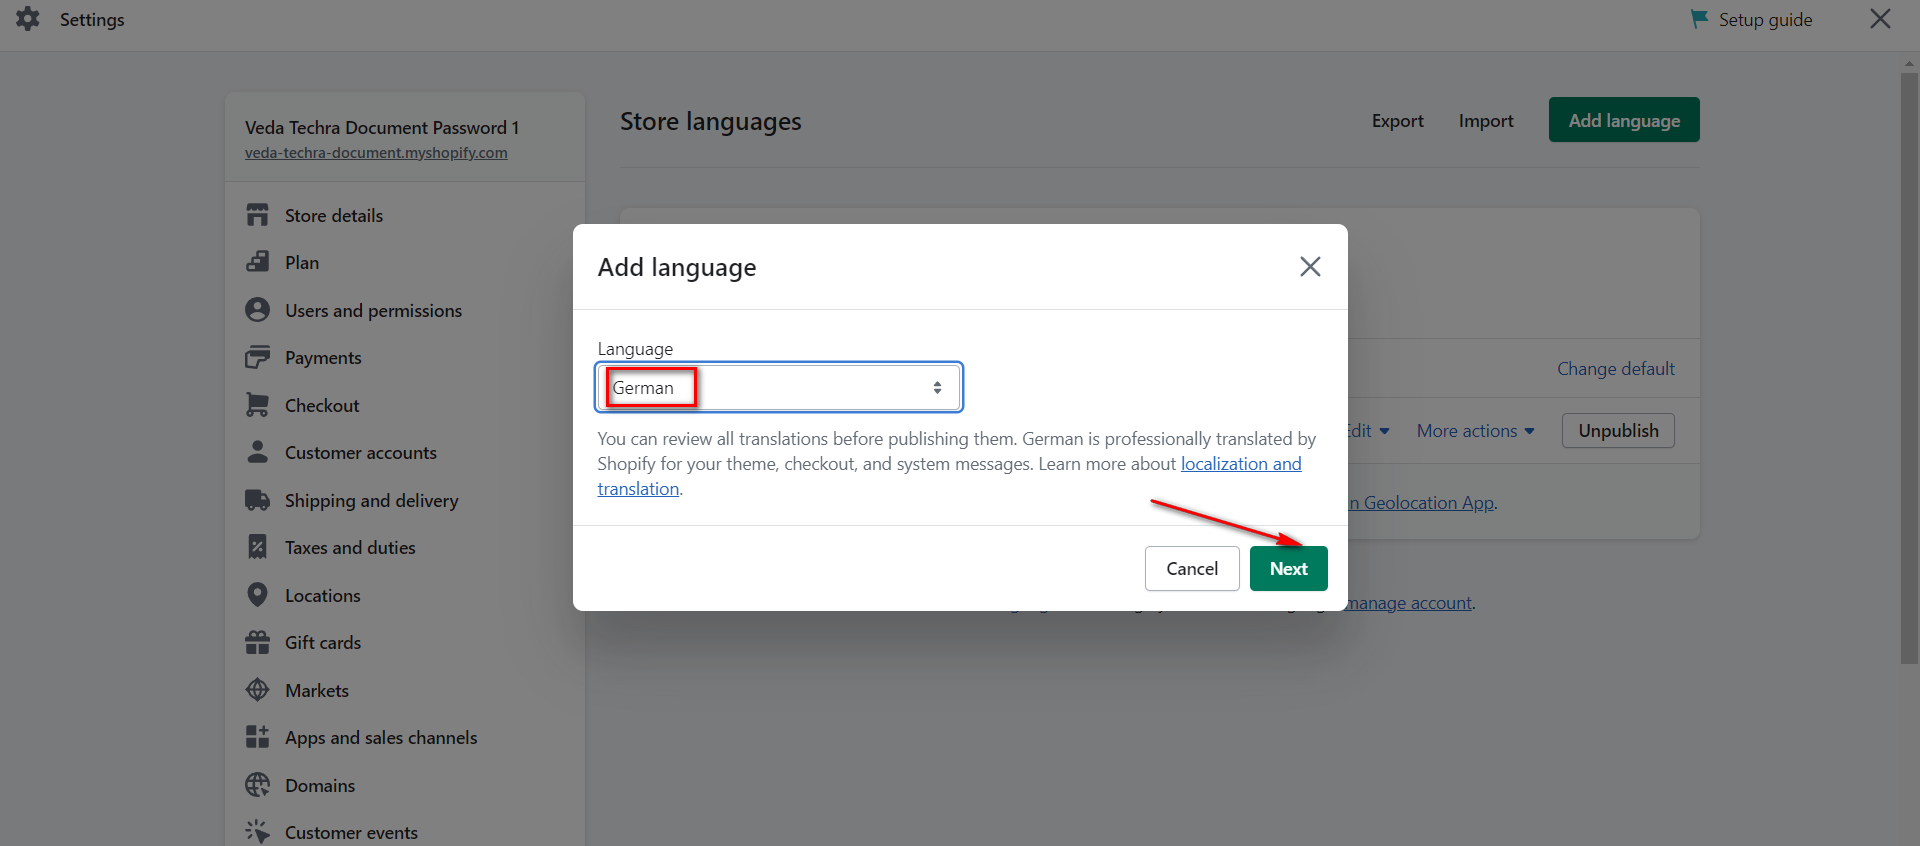 Settings
Setup guide
Veda Techra Document Password 1
veda-techra-document.myshopify.com
Store details
Plan
Users and permissions
Payments
Checkout
Customer accounts
Shipping and delivery
Taxes and duties
Locations
Gift cards
Markets
Apps and sales channels
Domains
Customer events
Store languages
Export
Import
Add language
Change default
Edit
More actions
Unpublish
Geolocation App.
manage account.
Add language
Language
German
You can review all translations before publishing them. German is professionally translated by
Shopify for your theme, checkout, and system messages. Learn more about localization and
translation.
Cancel
Next